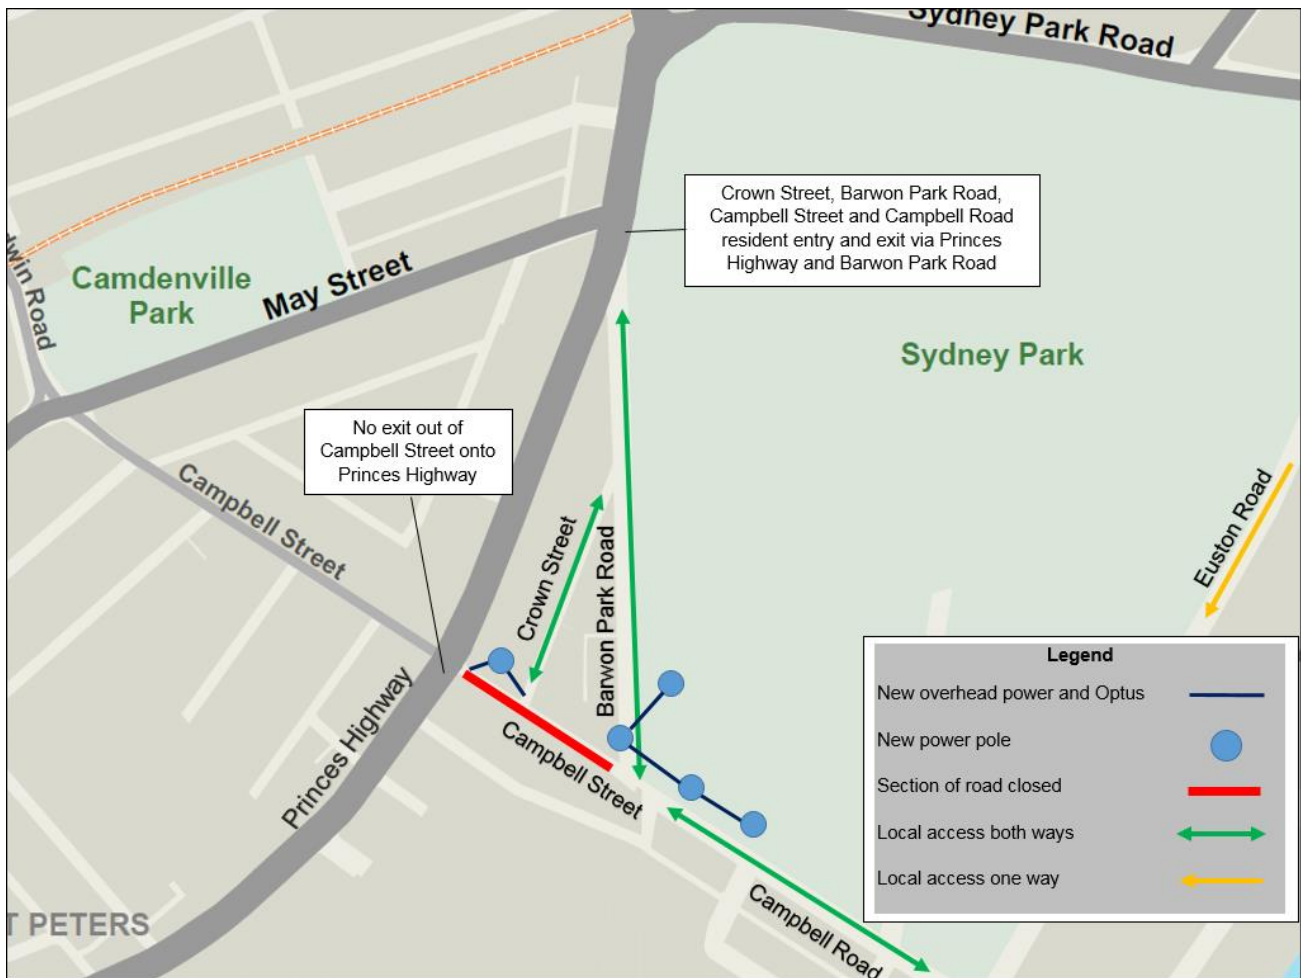 Sydney Park Road
Crown Street, Barwon Park Road,
Campbell Street and Campbell Road
resident entry and exit via Princes
Highway and Barwon Park Road
dwin Road
Camdenville
Park
May Street
Sydney Park
No exit out of
Campbell Street onto
Princes Highway
Campbell Street
Crown Street
Barwon Park Road
Euston Road
Princes Highway
Campbell Street
Campbell Road
T PETERS
Legend
New overhead power and Optus
New power pole
Section of road closed
Local access both ways
Local access one way